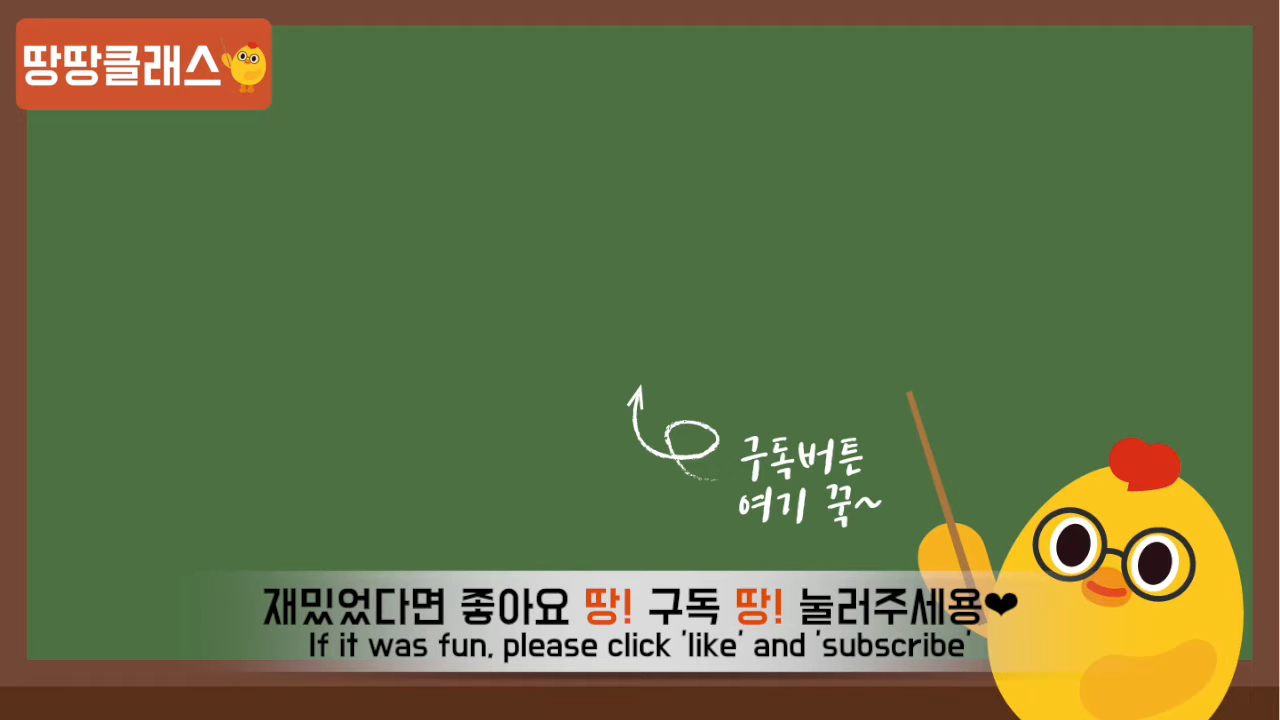 땅땅클래스
구독버튼
여기 꾹~
재밌었다면 좋아요 땅! 구독 땅! 눌러주세용❤
If it was fun, please click 'like' and 'subscribe'